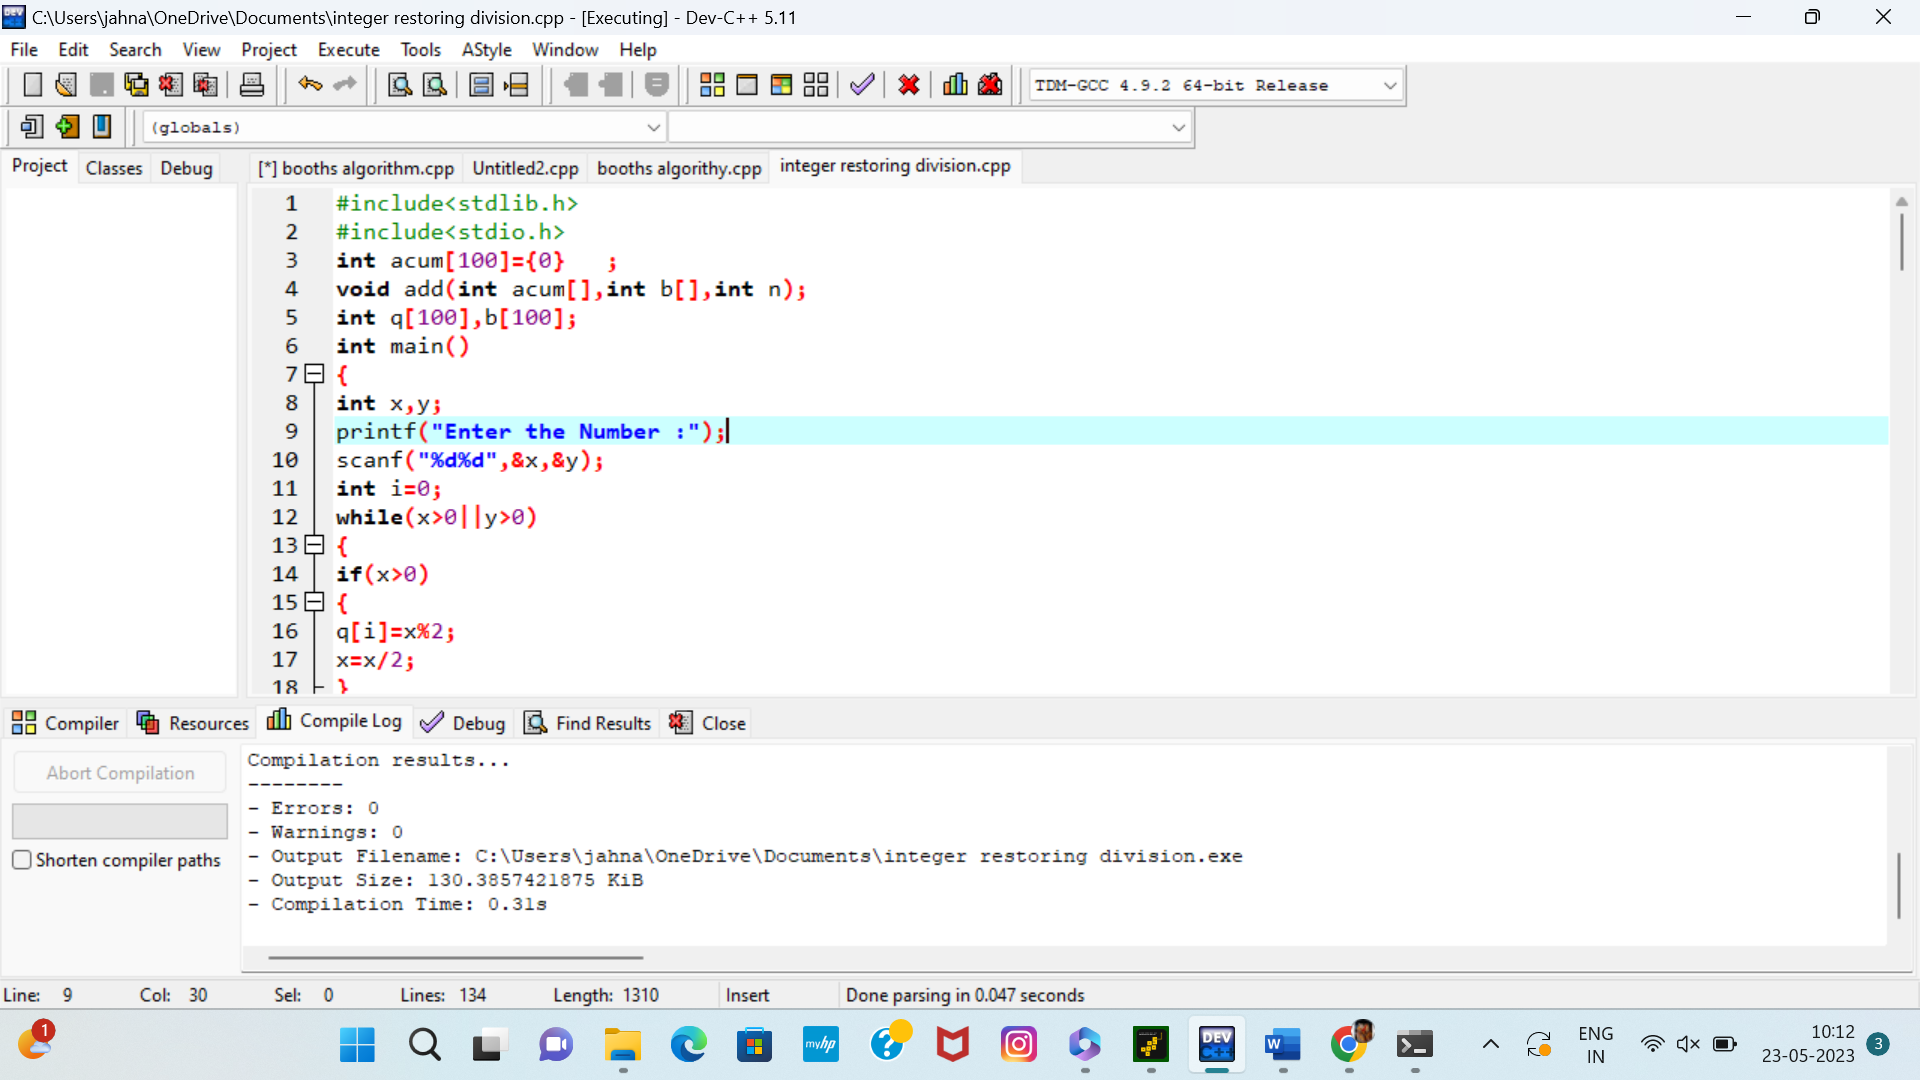 C:\Users\jahna\OneDrive\Documents\integer restoring division.cpp - [Executing] - Dev-C++ 5.11
File Edit Search View Project Execute Tools AStyle Window Help
TDM-GCC 4.9.2 64-bit Release
(globals)
Project Classes Debug
[*] booths algorithm.cpp Untitled2.cpp booths algorithy.cpp integer restoring division.cpp
1 #include<stdlib.h>
2 #include<stdio.h>
3 int acum[100]={0}   ;
4 void add(int acum[],int b[],int n);
5 int q[100],b[100];
6 int main()
7 {
8 int x,y;
9 printf("Enter the Number :");
10 scanf("%d%d",&x,&y);
11 int i=0;
12 while(x>0||y>0)
13 {
14 if(x>0)
15 {
16 q[i]=x%2;
17 x=x/2;
18 }
Compiler Resources Compile Log Debug Find Results Close
Abort Compilation
Shorten compiler paths
Compilation results...
--------
- Errors: 0
- Warnings: 0
- Output Filename: C:\Users\jahna\OneDrive\Documents\integer restoring division.exe
- Output Size: 130.3857421875 KiB
- Compilation Time: 0.31s
Line: 9 Col: 30 Sel: 0 Lines: 134 Length: 1310 Insert Done parsing in 0.047 seconds
1
myhp
DEV C++
W
ENG
IN
10:12
23-05-2023
3